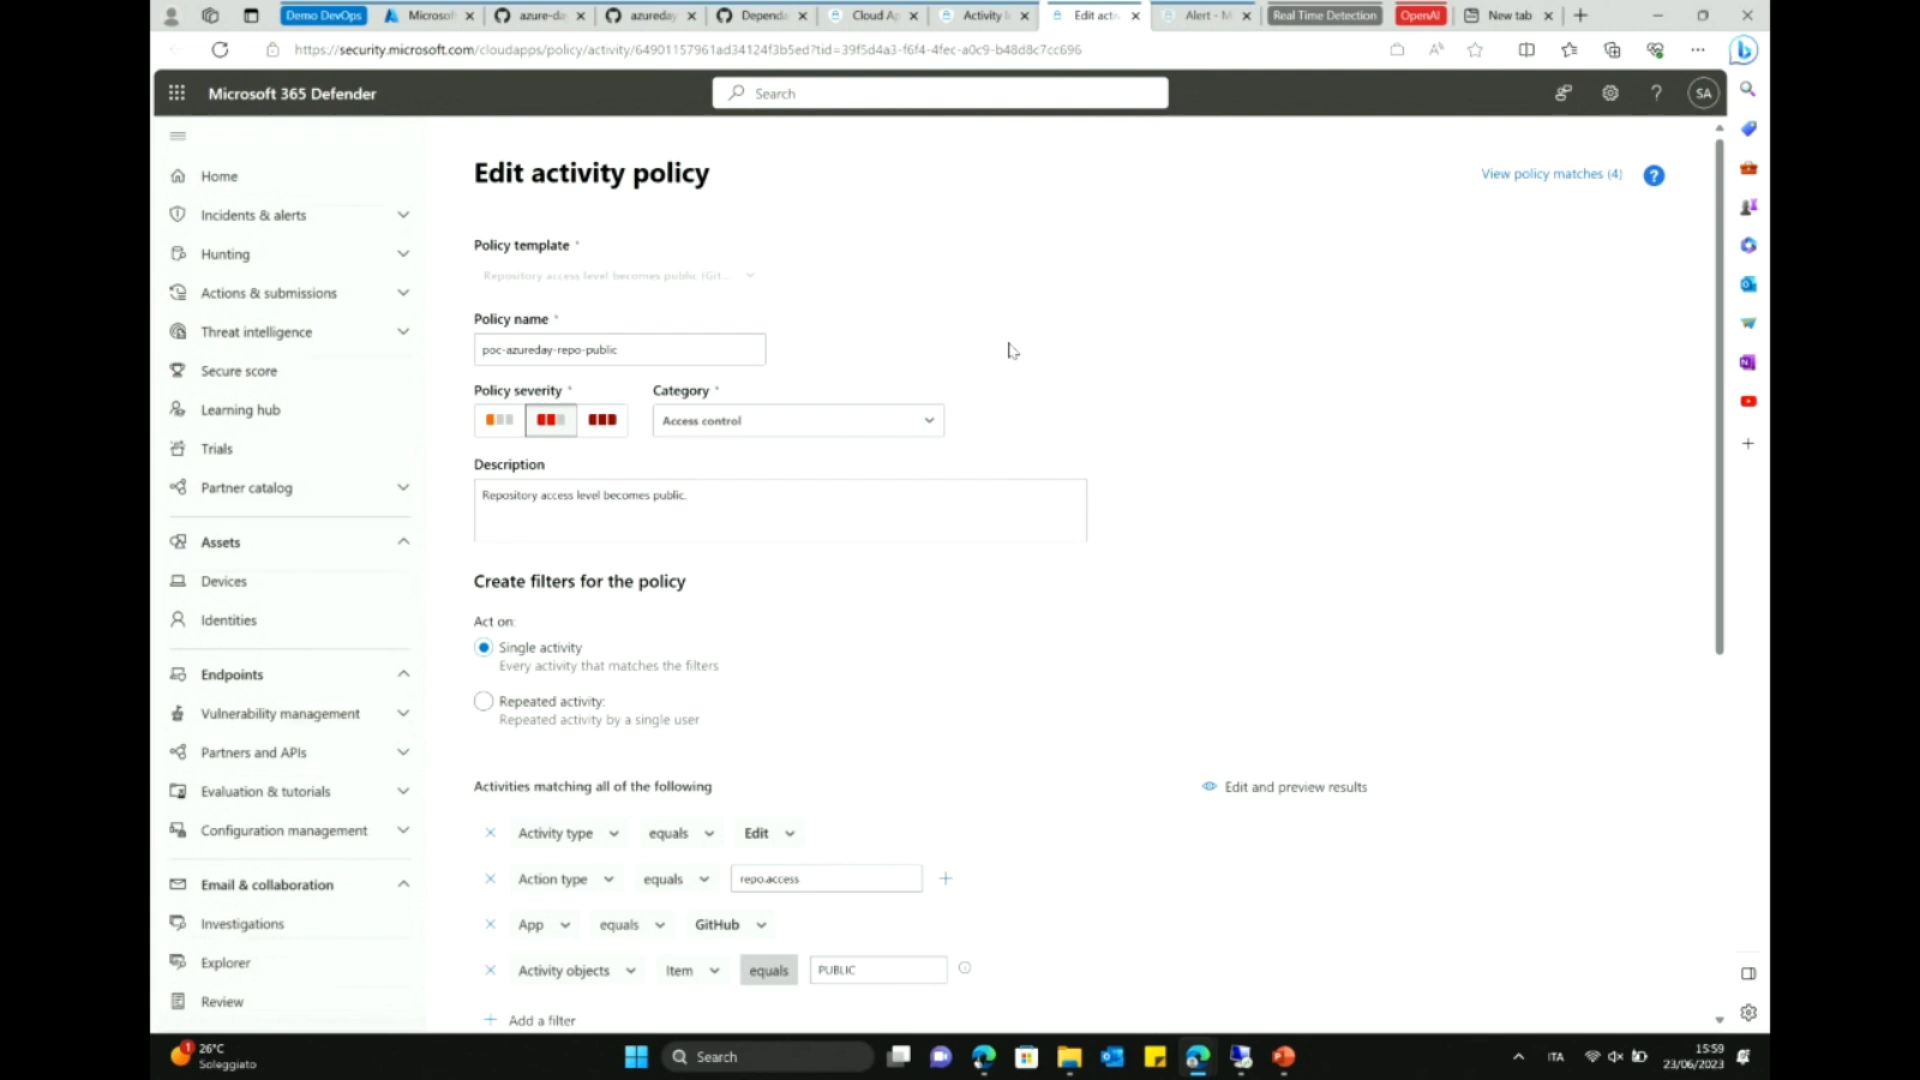 Demo DevOps
Microsoft
azure-da
azureday
Depende
Cloud Ap
Activity l
Edit acti
Alert - M
Real Time Detection
OpenAI
New tab
https://security.microsoft.com/cloudapps/policy/activity/64901157961ad34124f3b5ed?tid=39f5d4a3-f6f4-4fec-a0c9-b48d8c7cc696
Microsoft 365 Defender
Search
SA
Home
Incidents & alerts
Hunting
Actions & submissions
Threat intelligence
Secure score
Learning hub
Trials
Partner catalog
Assets
Devices
Identities
Endpoints
Vulnerability management
Partners and APIs
Evaluation & tutorials
Configuration management
Email & collaboration
Investigations
Explorer
Review
Edit activity policy
View policy matches (4)
Policy template *
Repository access level becomes public (Git...
Policy name *
poc-azureday-repo-public
Policy severity *
Category *
Access control
Description
Repository access level becomes public.
Create filters for the policy
Act on:
Single activity
Every activity that matches the filters
Repeated activity:
Repeated activity by a single user
Activities matching all of the following
Edit and preview results
Activity type equals Edit
Action type equals repo.access
App equals GitHub
Activity objects Item equals PUBLIC
Add a filter
1
26°C
Soleggiato
Search
ITA
15:59
23/06/2023